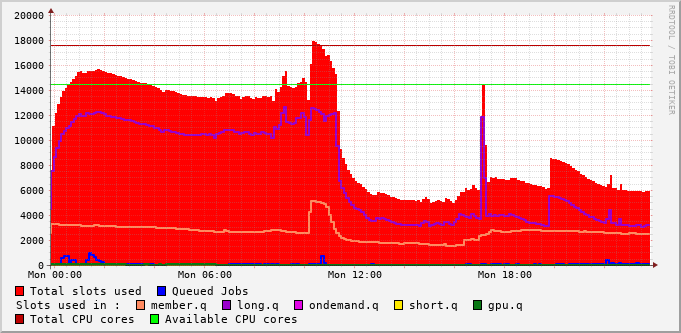 20000
18000
16000
14000
12000
10000
8000
6000
4000
2000
0
Mon 00:00 Mon 06:00 Mon 12:00 Mon 18:00
RRDTOOL / TOBI OETIKER
Total slots used Queued Jobs
Slots used in : member.q long.q ondemand.q short.q gpu.q
Total CPU cores Available CPU cores